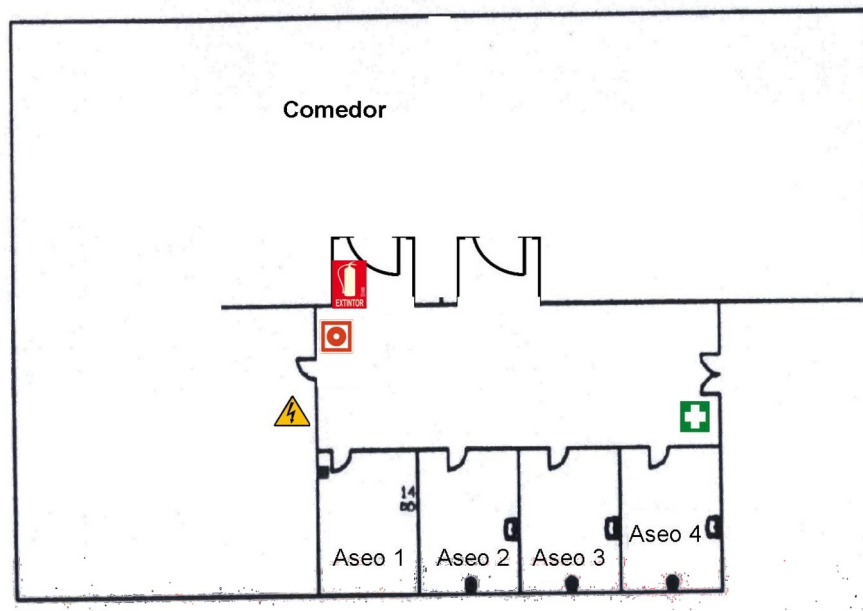 Comedor
EXTINTOR
14
Aseo 1
Aseo 2
Aseo 3
Aseo 4